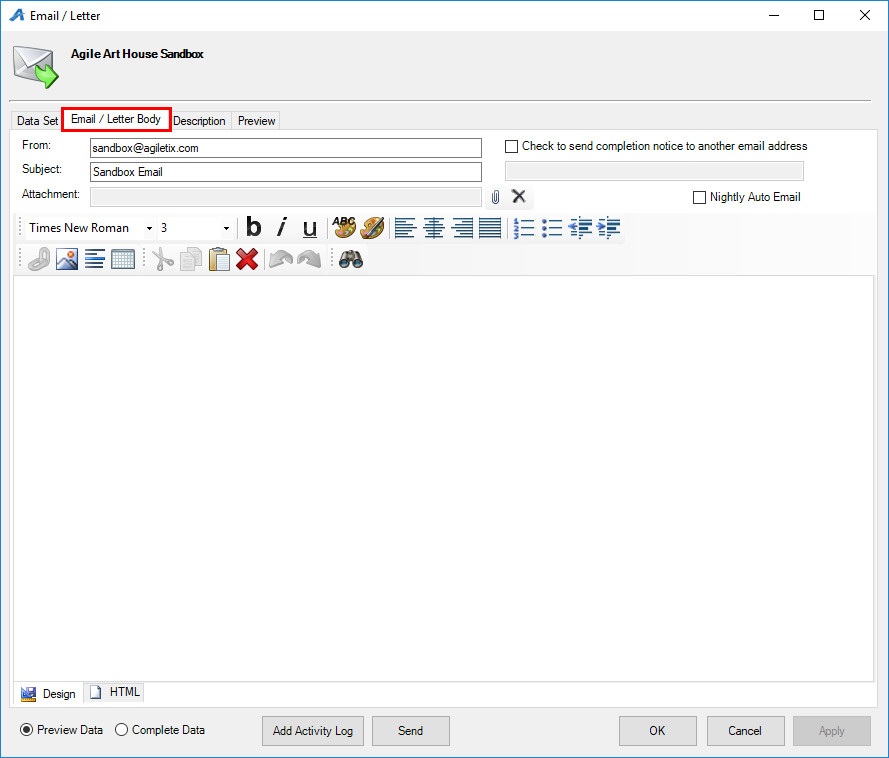 Email / Letter
Agile Art House Sandbox
Data Set Email / Letter Body Description Preview
From: sandbox@agiletix.com Check to send completion notice to another email address
Subject: Sandbox Email
Attachment: Nightly Auto Email
Times New Roman 3 b i u ABC
Design HTML
Preview Data Complete Data Add Activity Log Send OK Cancel Apply